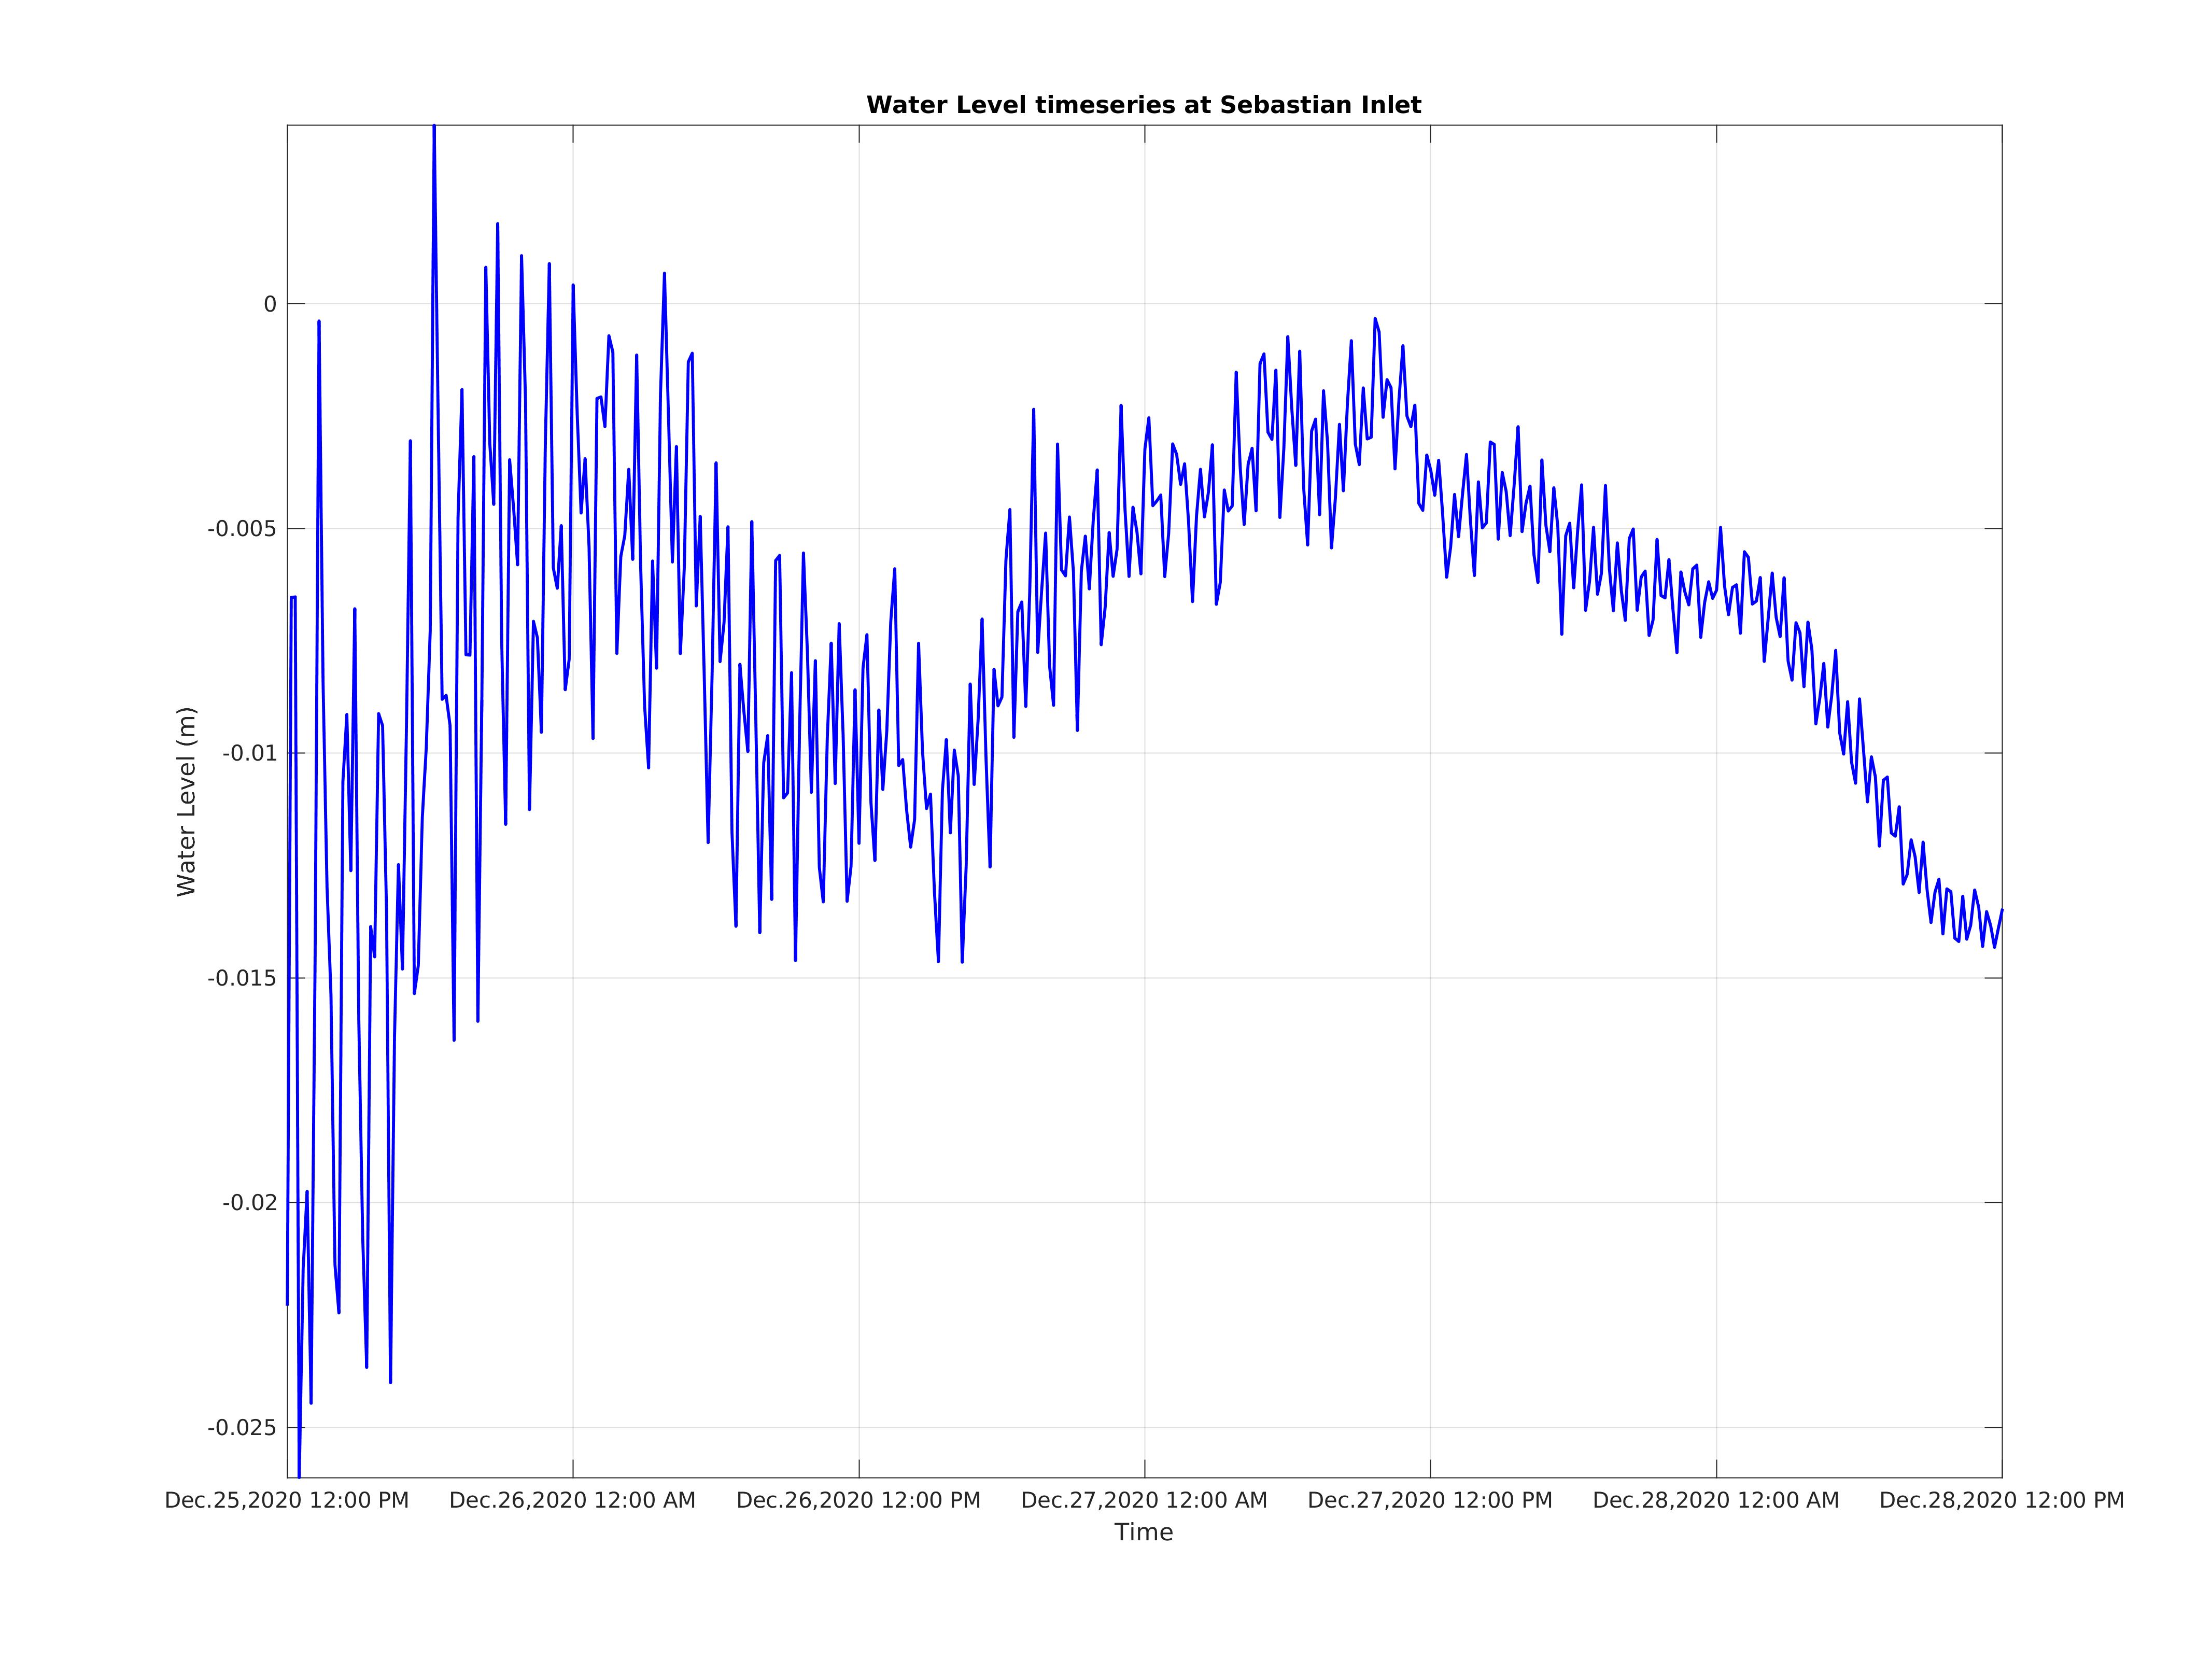 Water Level timeseries at Sebastian Inlet
0
-0.005
-0.01
-0.015
-0.02
-0.025
Water Level (m)
Dec.25,2020 12:00 PM Dec.26,2020 12:00 AM Dec.26,2020 12:00 PM Dec.27,2020 12:00 AM Dec.27,2020 12:00 PM Dec.28,2020 12:00 AM Dec.28,2020 12:00 PM
Time